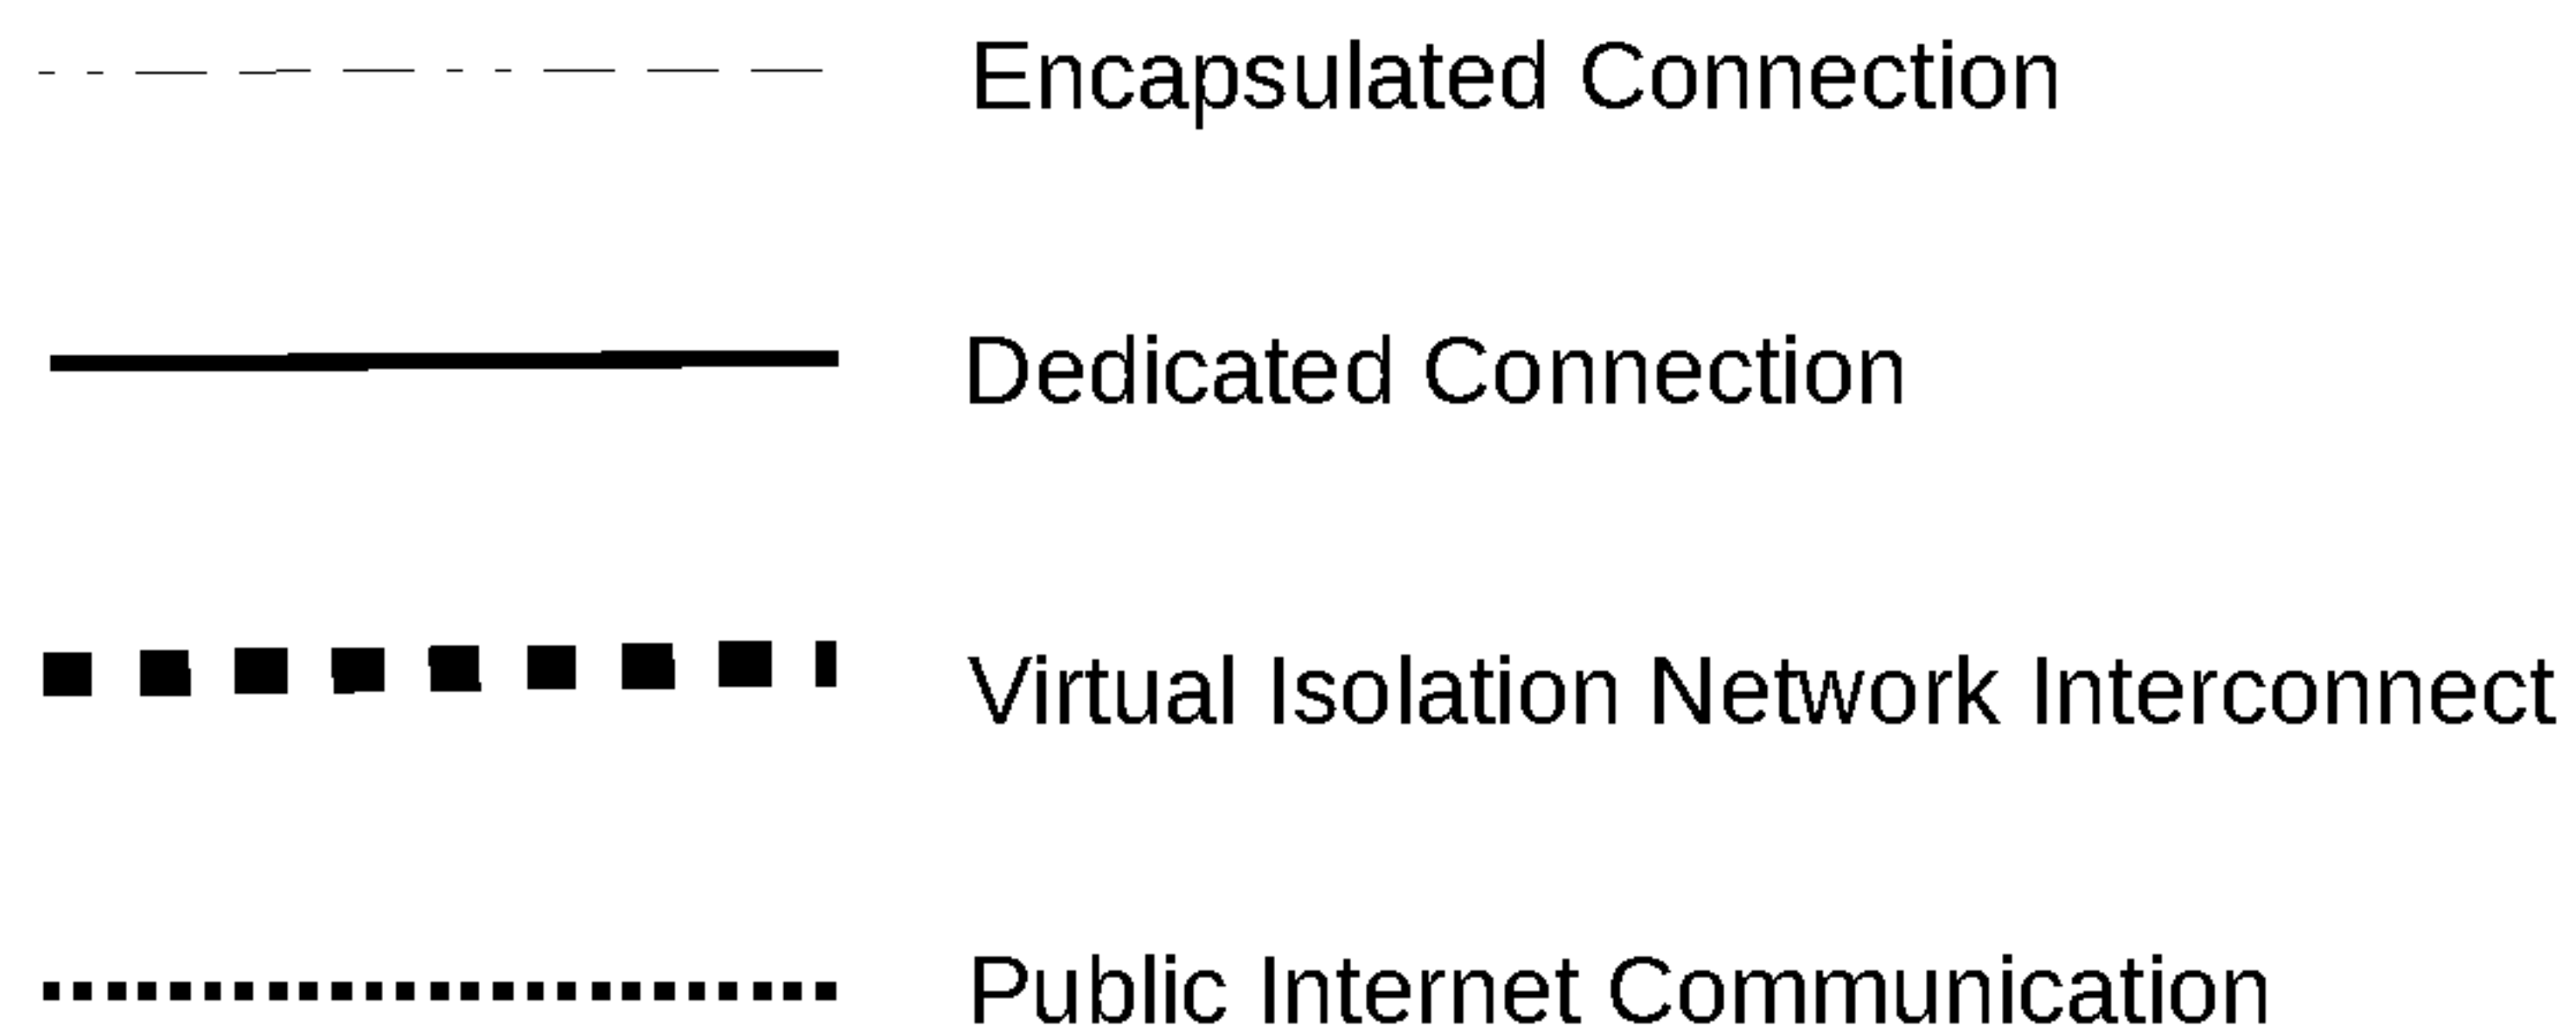 Encapsulated Connection
Dedicated Connection
Virtual Isolation Network Interconnect
Public Internet Communication